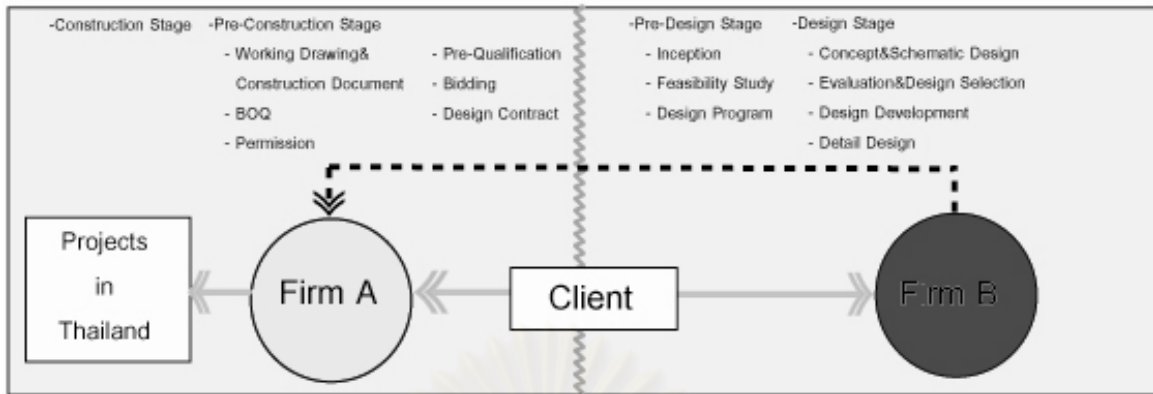 -Construction Stage
-Pre-Construction Stage
- Working Drawing&
Construction Document
- BOQ
- Permission
- Pre-Qualification
- Bidding
- Design Contract
-Pre-Design Stage
- Inception
- Feasibility Study
- Design Program
-Design Stage
- Concept&Schematic Design
- Evaluation&Design Selection
- Design Development
- Detail Design
Projects
in
Thailand
Firm A
Client
Firm B